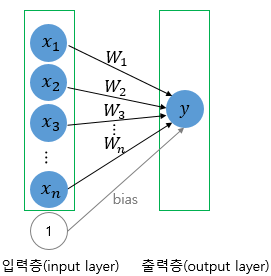 x₁
W₁
x₂
W₂
x₃
W₃
y
⋮
...
Wₙ
xₙ
bias
1
입력층(input layer)
출력층(output layer)